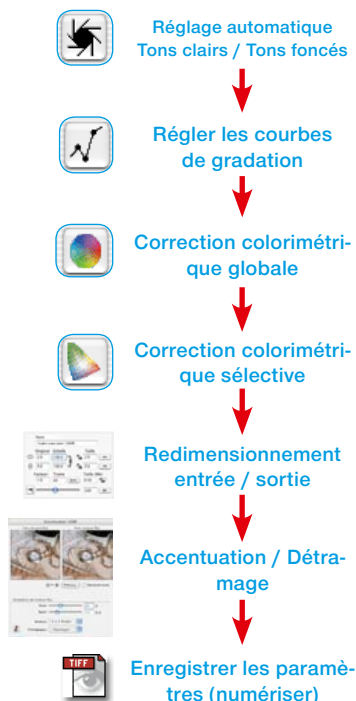 Réglage automatique
Tons clairs / Tons foncés
Régler les courbes
de gradation
Correction colorimétri-
que globale
Correction colorimétri-
que sélective
Redimensionnement
entrée / sortie
Accentuation / Détra-
mage
TIFF
Enregistrer les paramè-
tres (numériser)